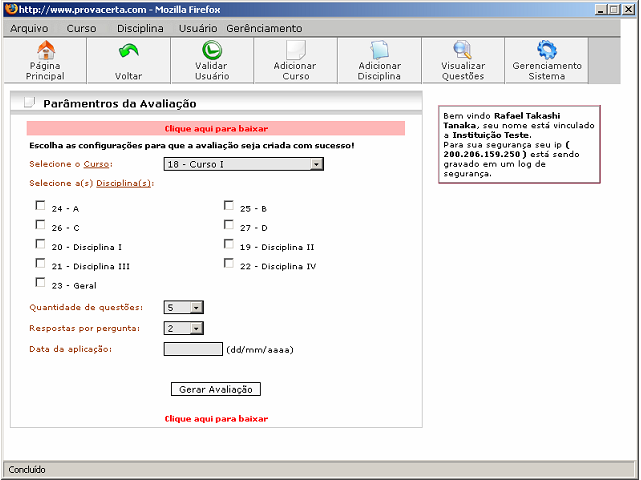 http://www.provacerta.com - Mozilla Firefox
Arquivo Curso Disciplina Usuário Gerênciamento
Página Principal
Voltar
Validar Usuário
Adicionar Curso
Adicionar Disciplina
Visualizar Questões
Gerenciamento Sistema
Parâmentros da Avaliação
Clique aqui para baixar
Escolha as configurações para que a avaliação seja criada com sucesso!
Selecione o Curso: 18 - Curso I
Selecione a(s) Disciplina(s):
24 - A 25 - B
26 - C 27 - D
20 - Disciplina I 19 - Disciplina II
21 - Disciplina III 22 - Disciplina IV
23 - Geral
Quantidade de questões: 5
Respostas por pergunta: 2
Data da aplicação: (dd/mm/aaaa)
Gerar Avaliação
Clique aqui para baixar
Bem vindo Rafael Takashi
Tanaka, seu nome está vinculado
a Instituição Teste.
Para sua segurança seu ip (
200.206.159.250 ) está sendo
gravado em um log de
segurança.
Concluído